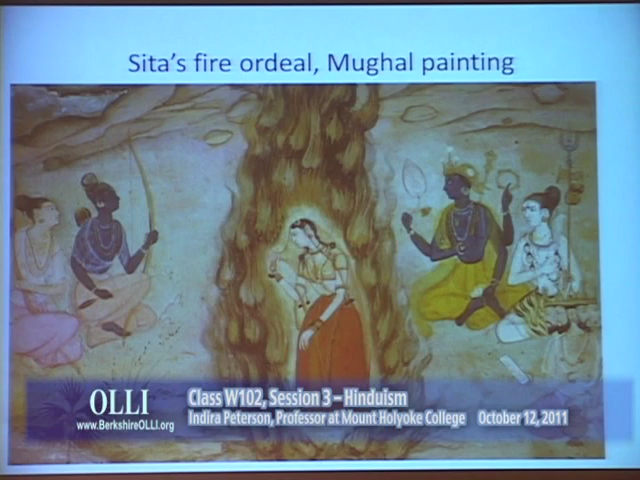 Sita's fire ordeal, Mughal painting
OLLI
www.BerkshireOLLI.org
Class W102, Session 3 – Hinduism
Indira Peterson, Professor at Mount Holyoke College October 12, 2011